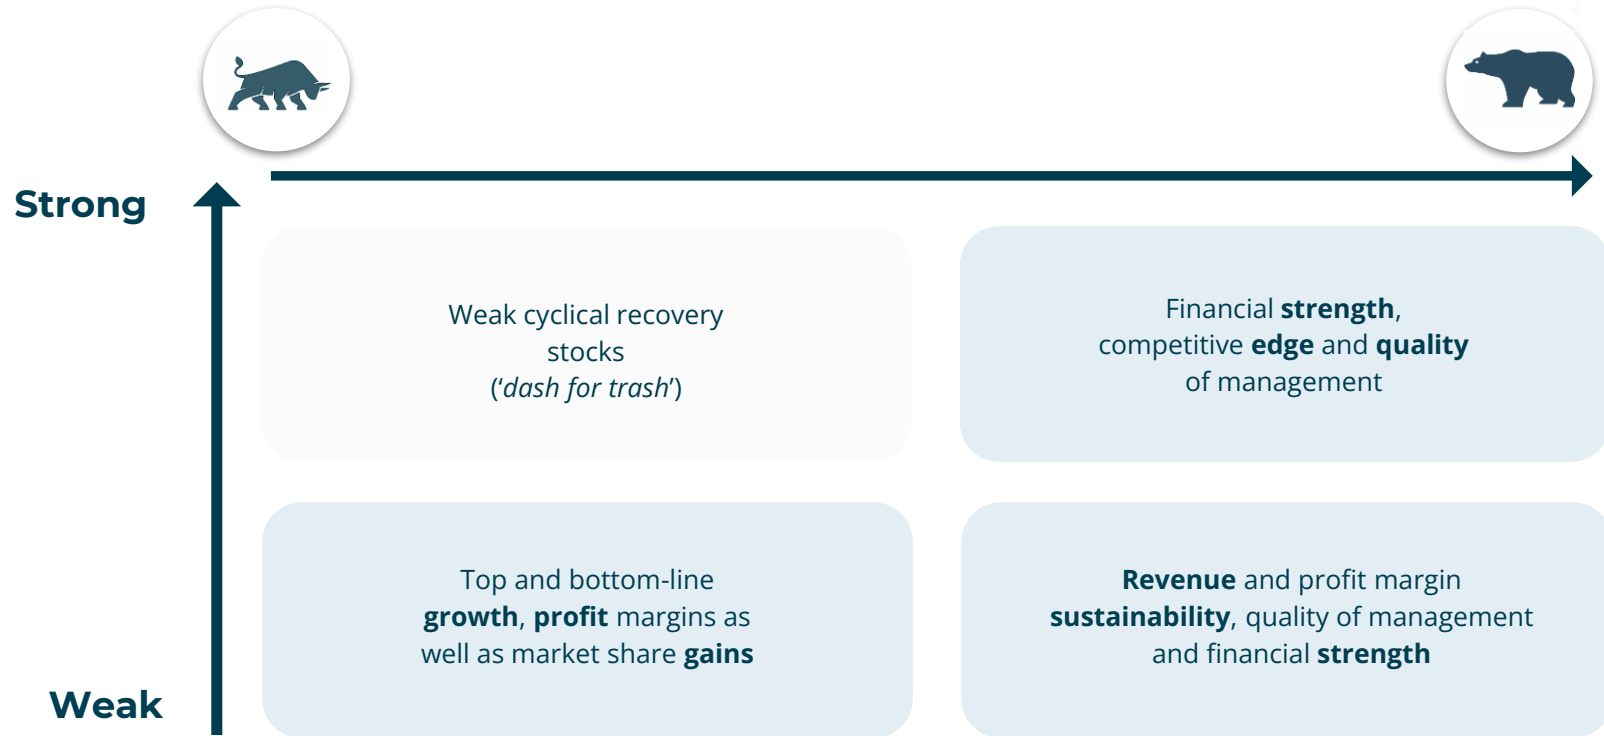 Strong
Weak cyclical recovery
stocks
(‘dash for trash’)
Financial strength,
competitive edge and quality
of management
Top and bottom-line
growth, profit margins as
well as market share gains
Revenue and profit margin
sustainability, quality of management
and financial strength
Weak